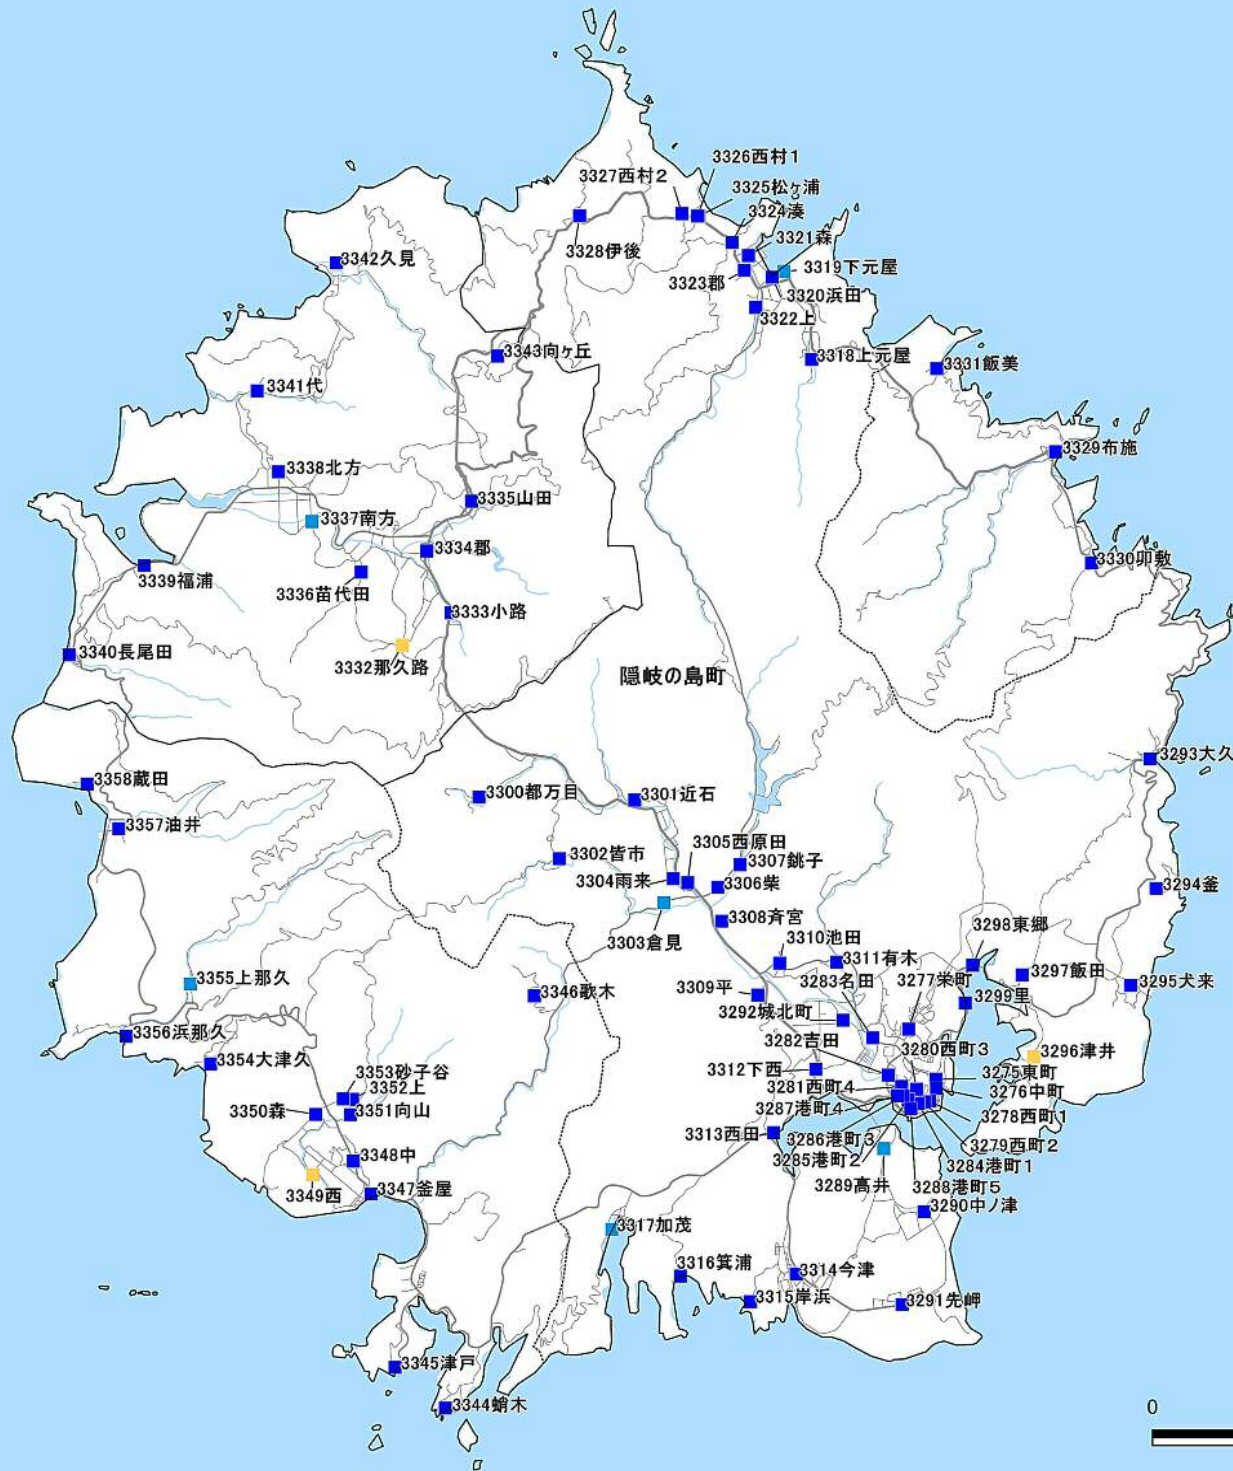 3326西村1
3327西村2
3325松ヶ浦
3324湊
3321森
3328伊後
3342久見
3323郡
3319下元屋
3320浜田
3322上
3343向ヶ丘
3318上元屋
3331飯美
3341代
3329布施
3338北方
3335山田
3337南方
3334郡
3330卯敷
3339福浦
3336苗代田
3333小路
3340長尾田
3332那久路
隠岐の島町
3293大久
3358蔵田
3300都万目
3301近石
3357油井
3305西原田
3302皆市
3307銚子
3304雨来
3306柴
3294釜
3308斉宮
3303倉見
3298東郷
3310池田
3311有木
3297飯田
3283名田
3277栄町
3295犬来
3355上那久
3346歌木
3309平
3299里
3292城北町
3356浜那久
3282吉田
3280西町3
3296津井
3354大津久
3353砂子谷
3312下西
3275東町
3352上
3281西町4
3276中町
3350森
3351向山
3287港町4
3278西町1
3313西田
3286港町3
3279西町2
3285港町2
3284港町1
3348中
3289高井
3288港町5
3349西
3347釜屋
3290中ノ津
3317加茂
3316箕浦
3314今津
3315岸浜
3291先岬
3345津戸
3344蛸木
0